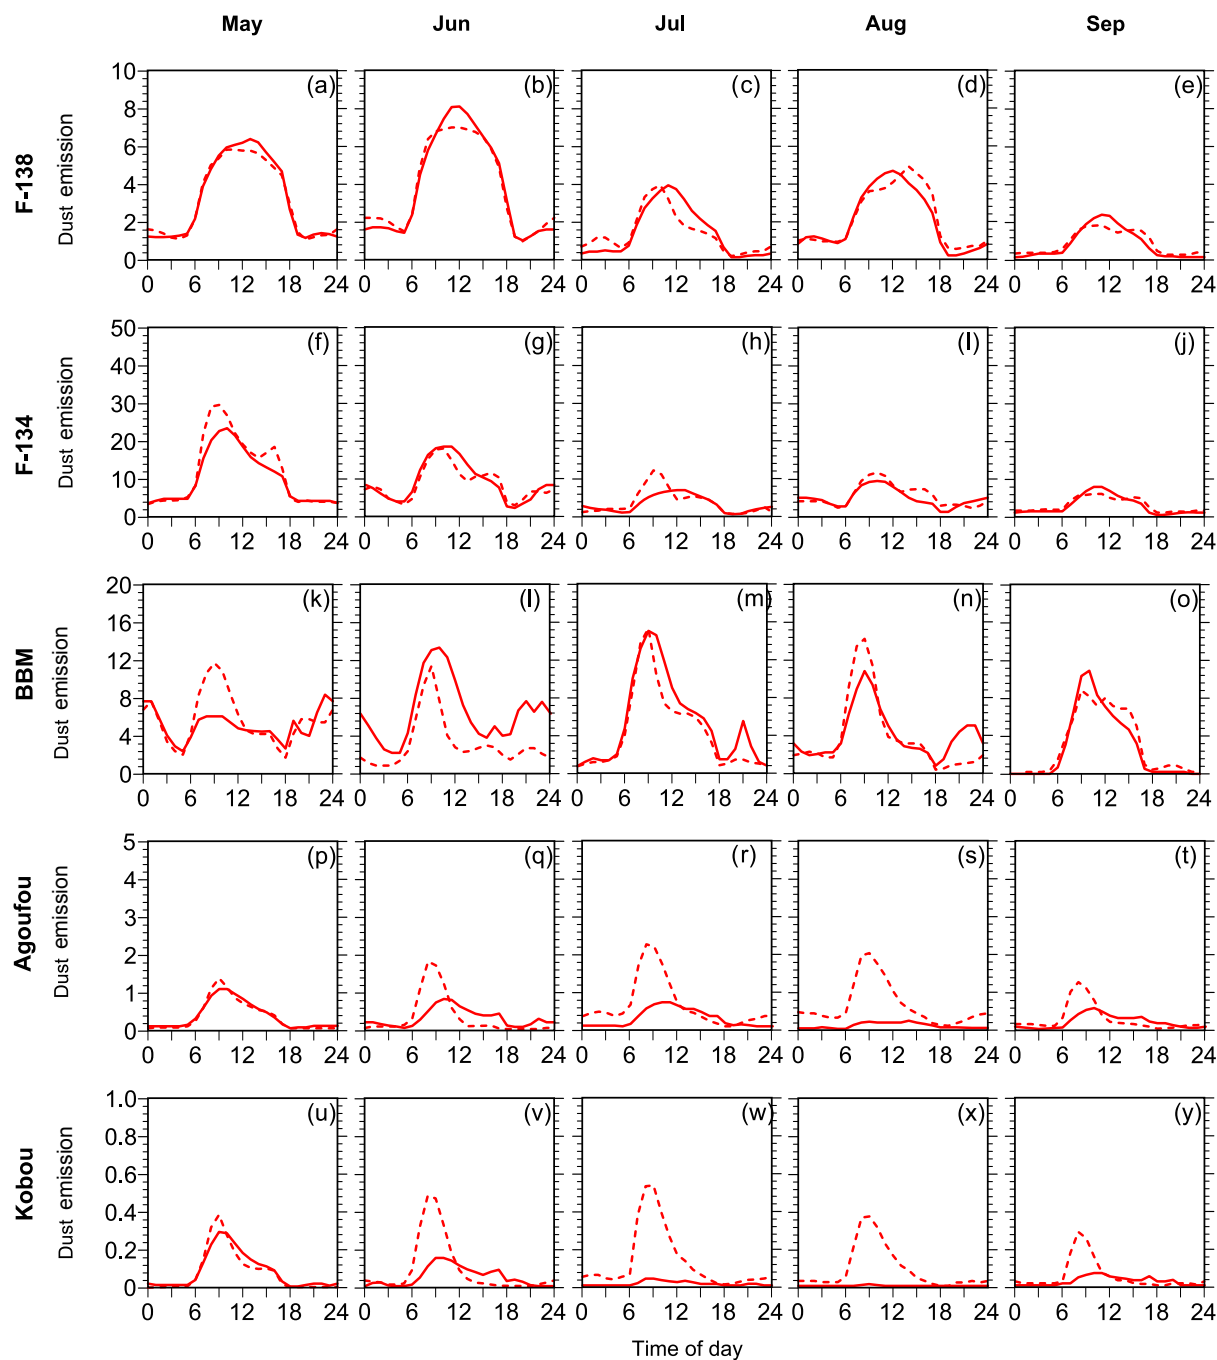 May Jun Jul Aug Sep
F-138
Dust emission
10 8 6 4 2 0
(a) (b) (c) (d) (e)
0 6 12 18 24 0 6 12 18 24 0 6 12 18 24 0 6 12 18 24 0 6 12 18 24
F-134
Dust emission
50 40 30 20 10 0
(f) (g) (h) (I) (j)
0 6 12 18 24 0 6 12 18 24 0 6 12 18 24 0 6 12 18 24 0 6 12 18 24
BBM
Dust emission
20 16 12 8 4 0
(k) (l) (m) (n) (o)
0 6 12 18 24 0 6 12 18 24 0 6 12 18 24 0 6 12 18 24 0 6 12 18 24
Agoufou
Dust emission
5 4 3 2 1 0
(p) (q) (r) (s) (t)
0 6 12 18 24 0 6 12 18 24 0 6 12 18 24 0 6 12 18 24 0 6 12 18 24
Kobou
Dust emission
1.0 0.8 0.6 0.4 0.2 0
(u) (v) (w) (x) (y)
0 6 12 18 24 0 6 12 18 24 0 6 12 18 24 0 6 12 18 24 0 6 12 18 24
Time of day